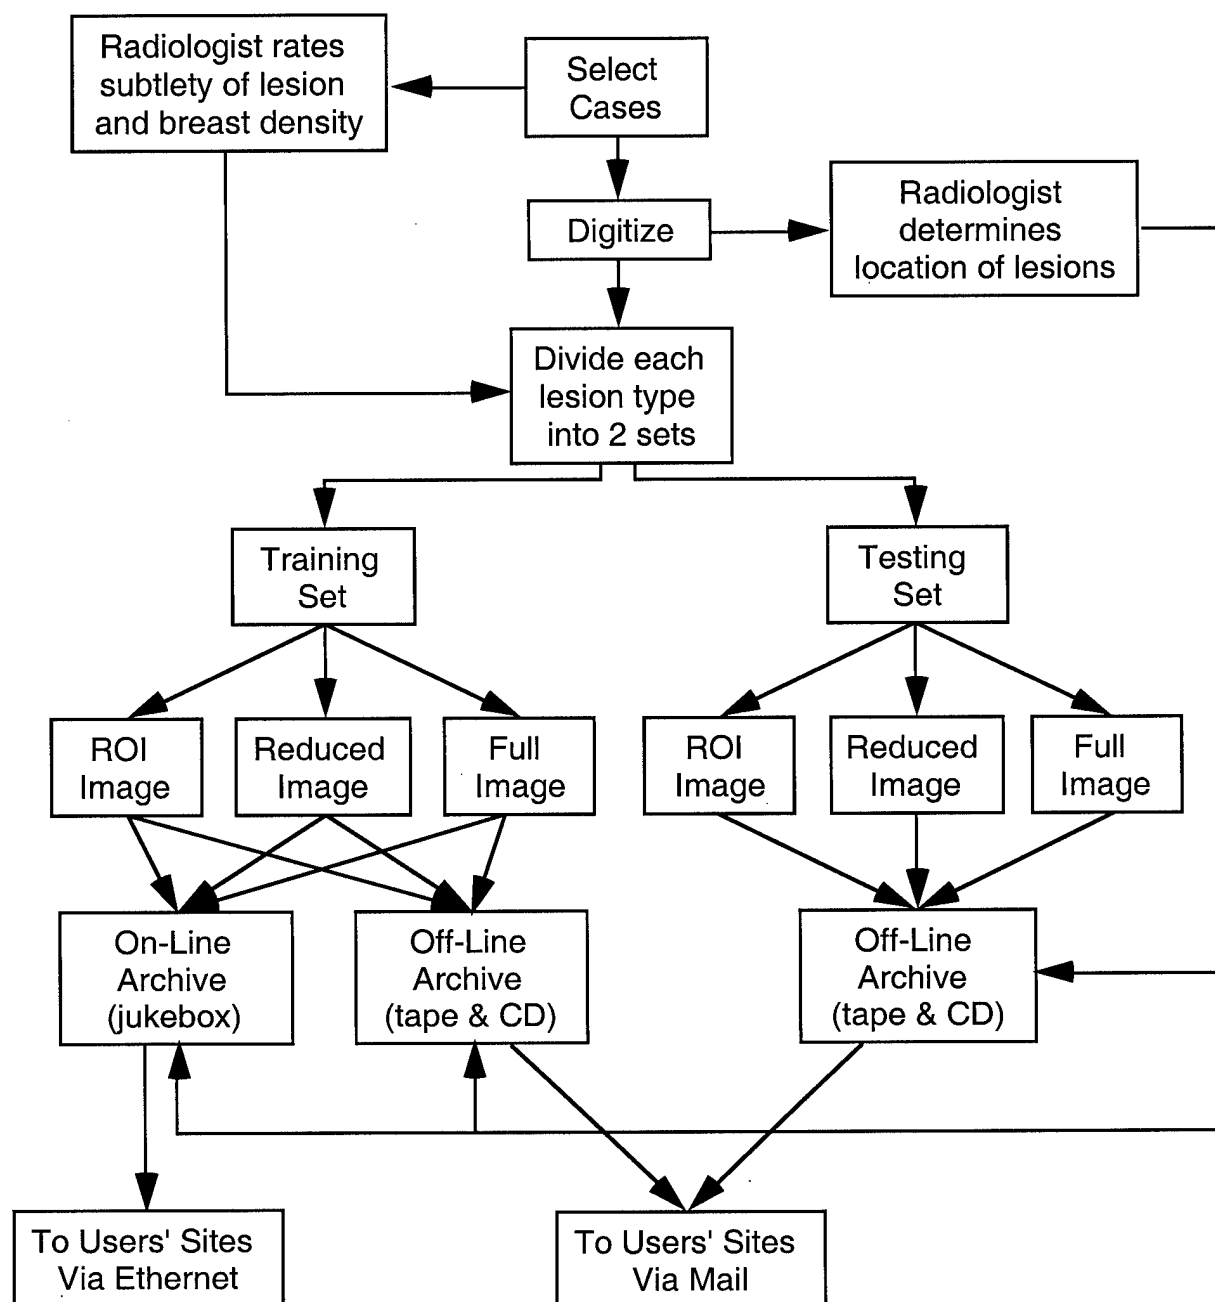 Radiologist rates
subtlety of lesion
and breast density
Select
Cases
Digitize
Radiologist
determines
location of lesions
Divide each
lesion type
into 2 sets
Training
Set
Testing
Set
ROI
Image
Reduced
Image
Full
Image
ROI
Image
Reduced
Image
Full
Image
On-Line
Archive
(jukebox)
Off-Line
Archive
(tape & CD)
Off-Line
Archive
(tape & CD)
To Users' Sites
Via Ethernet
To Users' Sites
Via Mail